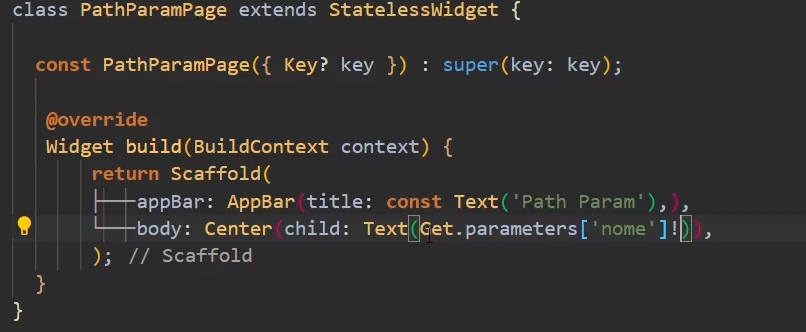 class PathParamPage extends StatelessWidget {
const PathParamPage({ Key? key }) : super(key: key);
@override
Widget build(BuildContext context) {
return Scaffold(
appBar: AppBar(title: const Text('Path Param'),),
body: Center(child: Text(Get.parameters['nome']!)),
); // Scaffold
}
}